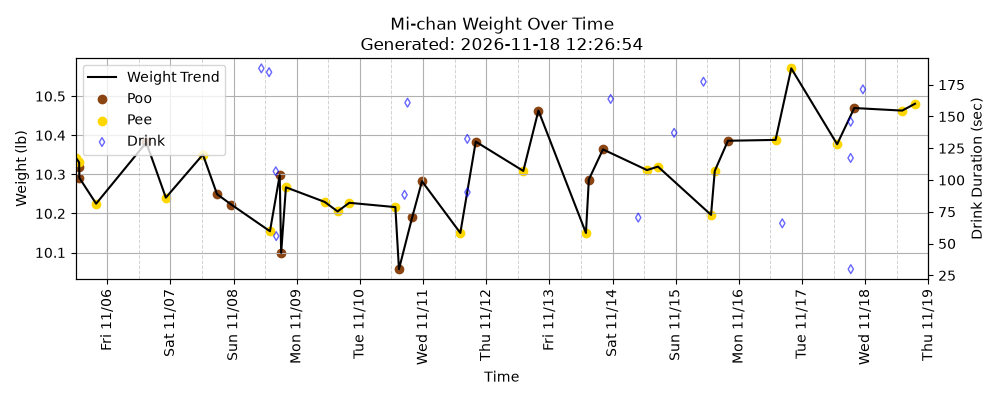 Mi-chan Weight Over Time
Generated: 2026-11-18 12:26:54
Weight Trend
Poo
Pee
Drink
Weight (lb)
10.5
10.4
10.3
10.2
10.1
Drink Duration (sec)
175
150
125
100
75
50
25
Fri 11/06
Sat 11/07
Sun 11/08
Mon 11/09
Tue 11/10
Wed 11/11
Thu 11/12
Fri 11/13
Sat 11/14
Sun 11/15
Mon 11/16
Tue 11/17
Wed 11/18
Thu 11/19
Time